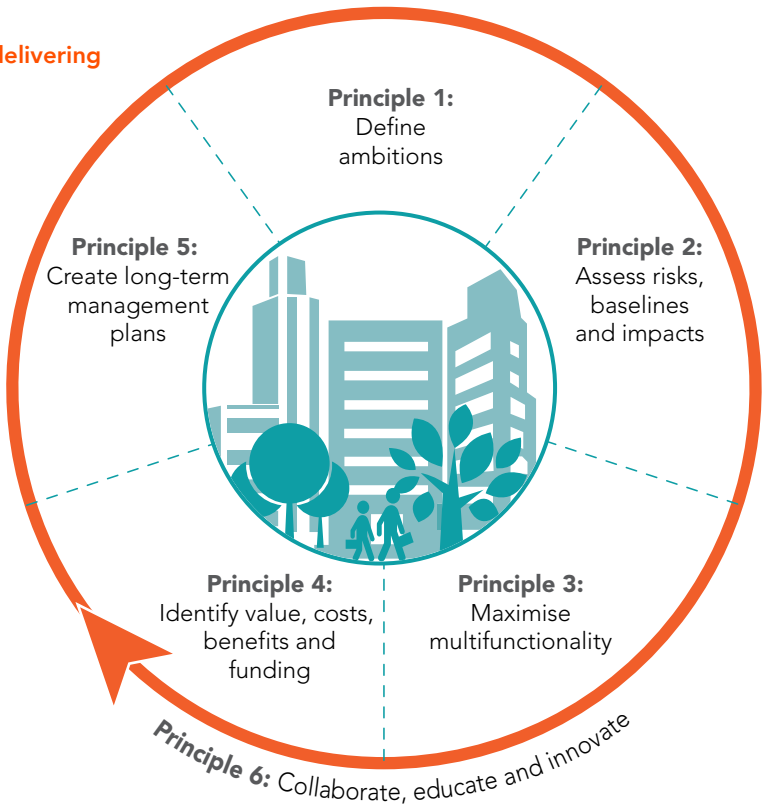 delivering
Principle 1:
Define
ambitions
Principle 2:
Assess risks,
baselines
and impacts
Principle 3:
Maximise
multifunctionality
Principle 4:
Identify value, costs,
benefits and
funding
Principle 5:
Create long-term
management
plans
Principle 6: Collaborate, educate and innovate